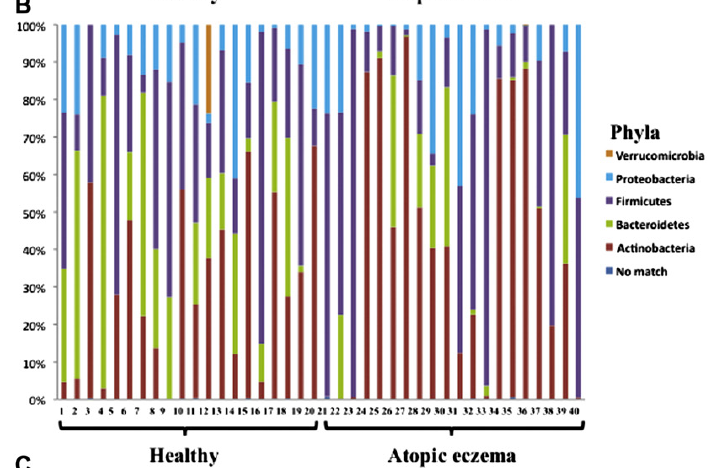 B
100%
90%
80%
70%
60%
50%
40%
30%
20%
10%
0%
1 2 3 4 5 6 7 8 9 10 11 12 13 14 15 16 17 18 19 20 21 22 23 24 25 26 27 28 29 30 31 32 33 34 35 36 37 38 39 40
Healthy Atopic eczema
Phyla
Verrucomicrobia
Proteobacteria
Firmicutes
Bacteroidetes
Actinobacteria
No match
C